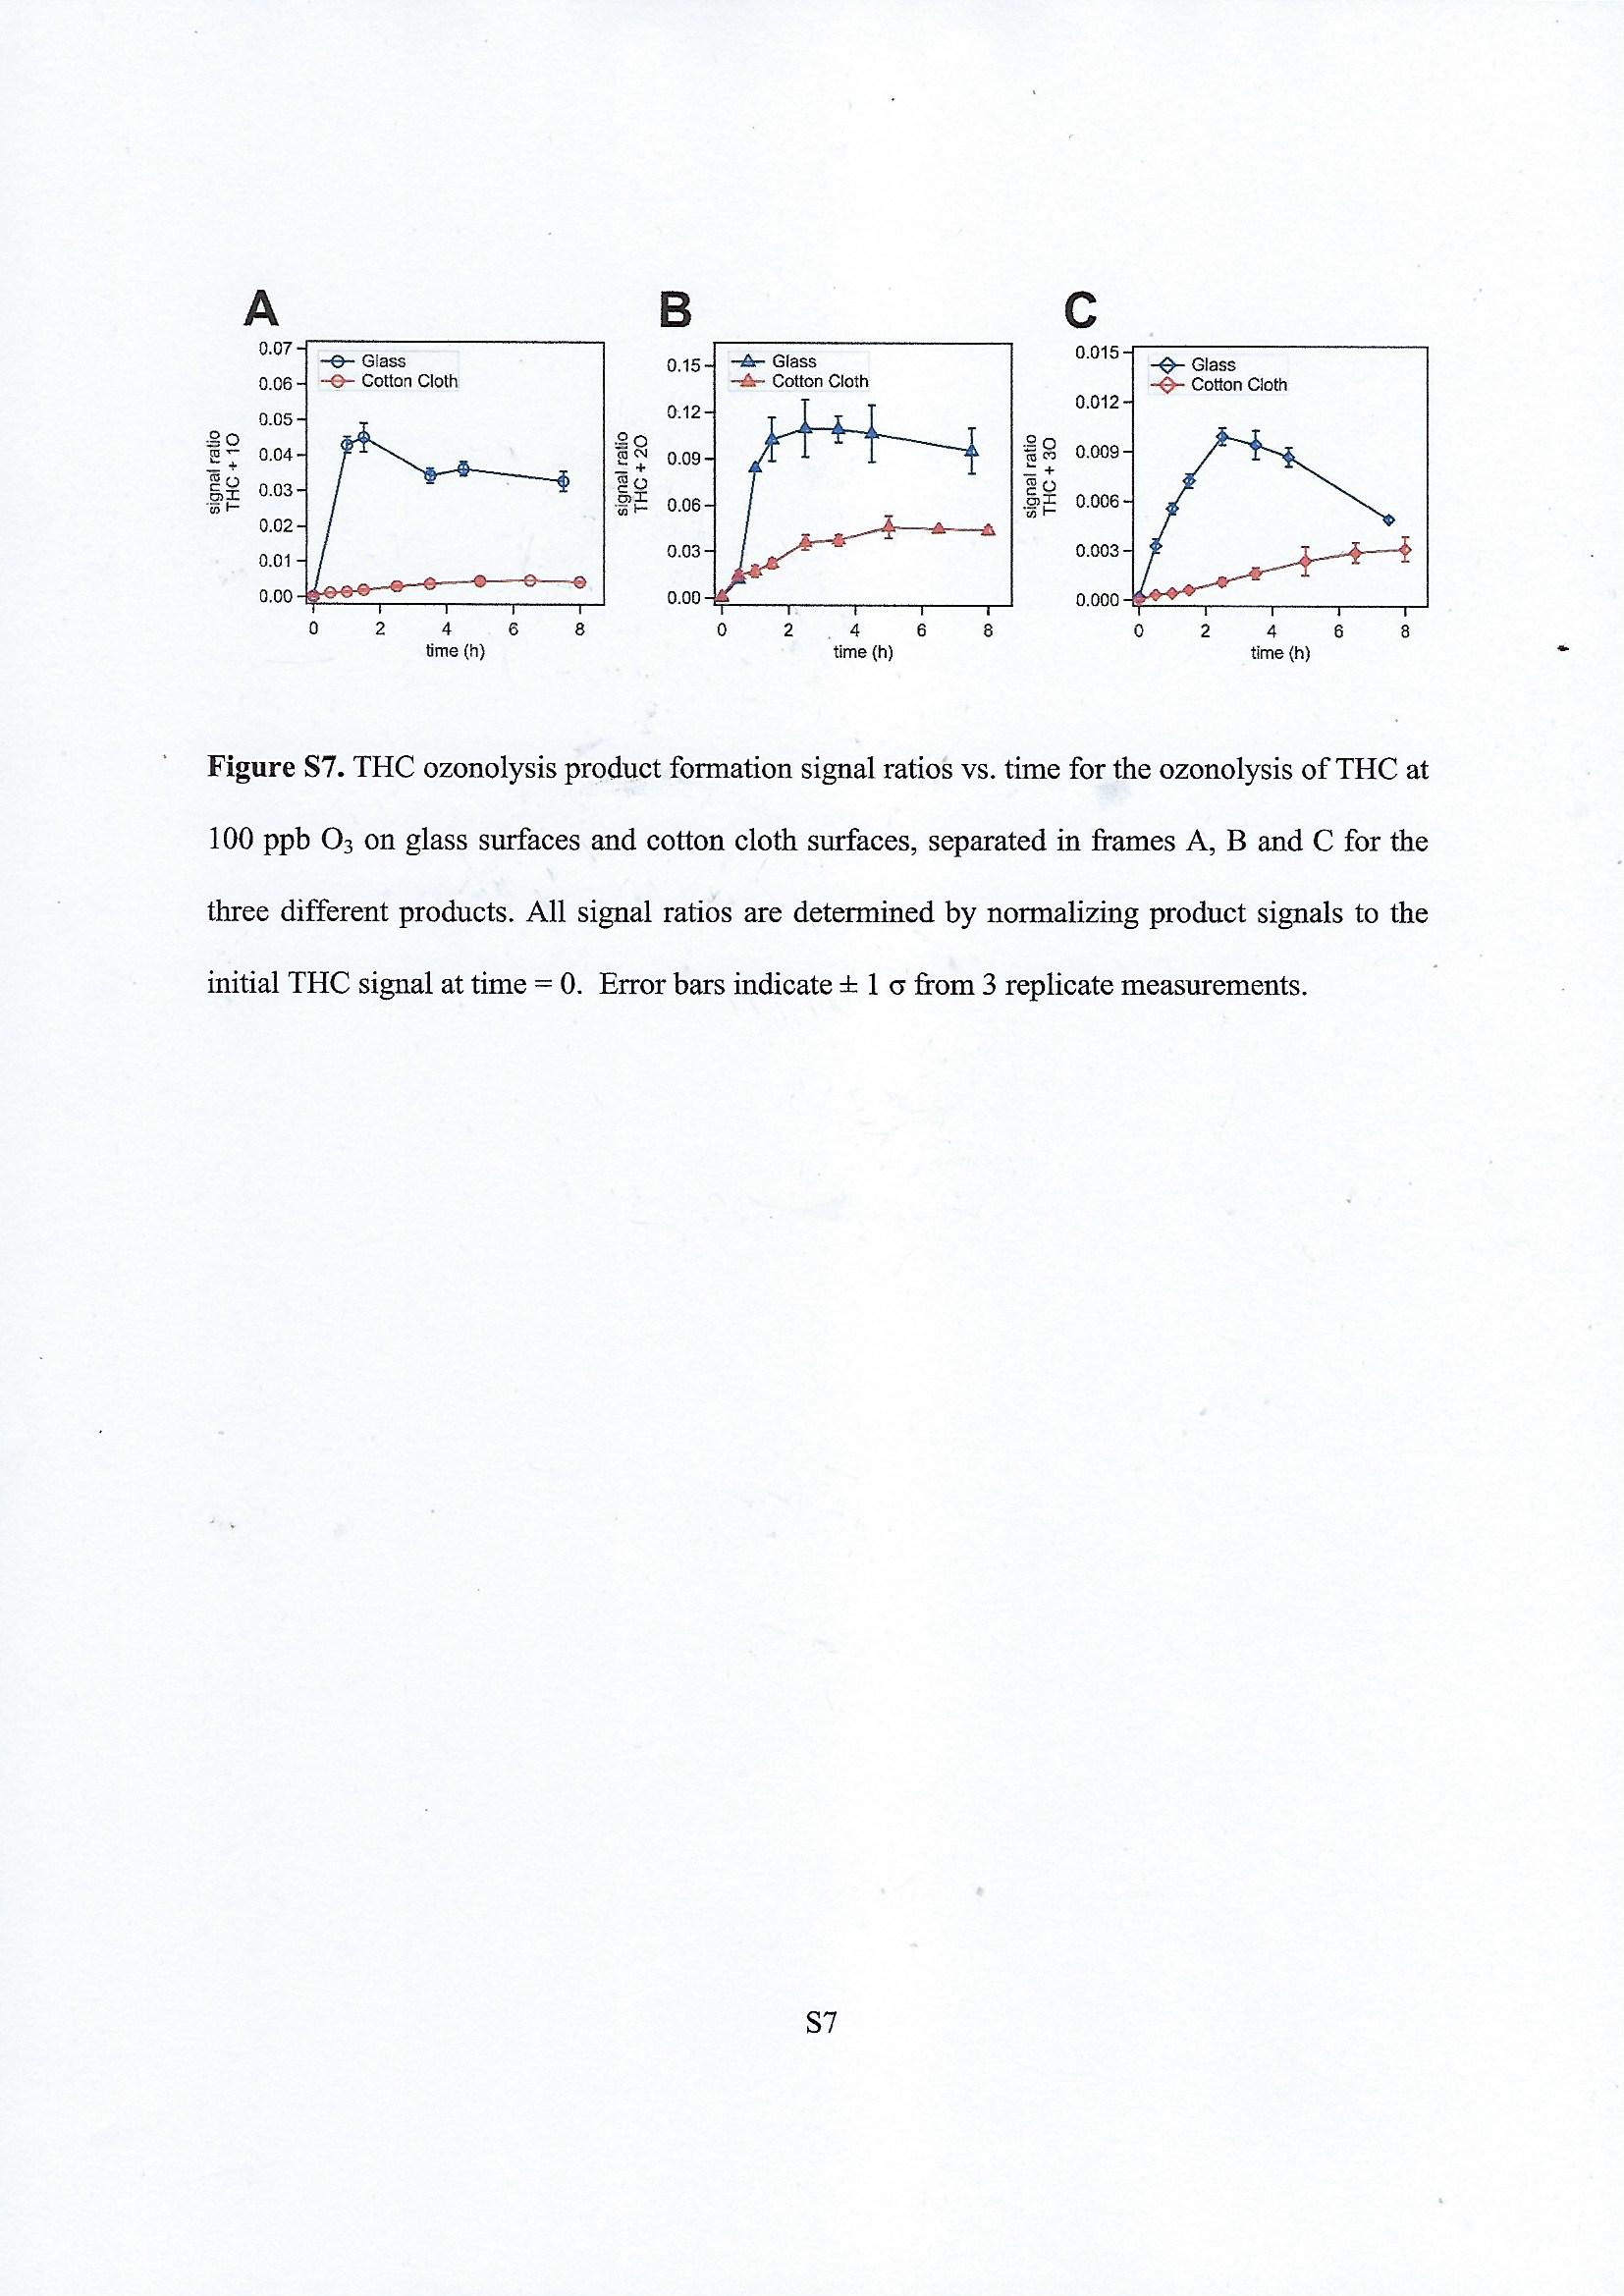 A
B
C
0.07
0.06
0.05
0.04
0.03
0.02
0.01
0.00
signal ratio
THC + 1O
Glass
Cotton Cloth
0 2 4 6 8
time (h)
0.15
0.12
0.09
0.06
0.03
0.00
signal ratio
THC + 2O
Glass
Cotton Cloth
0 2 4 6 8
time (h)
0.015
0.012
0.009
0.006
0.003
0.000
signal ratio
THC + 3O
Glass
Cotton Cloth
0 2 4 6 8
time (h)
Figure S7. THC ozonolysis product formation signal ratios vs. time for the ozonolysis of THC at
100 ppb O₃ on glass surfaces and cotton cloth surfaces, separated in frames A, B and C for the
three different products. All signal ratios are determined by normalizing product signals to the
initial THC signal at time = 0. Error bars indicate ± 1 σ from 3 replicate measurements.
S7